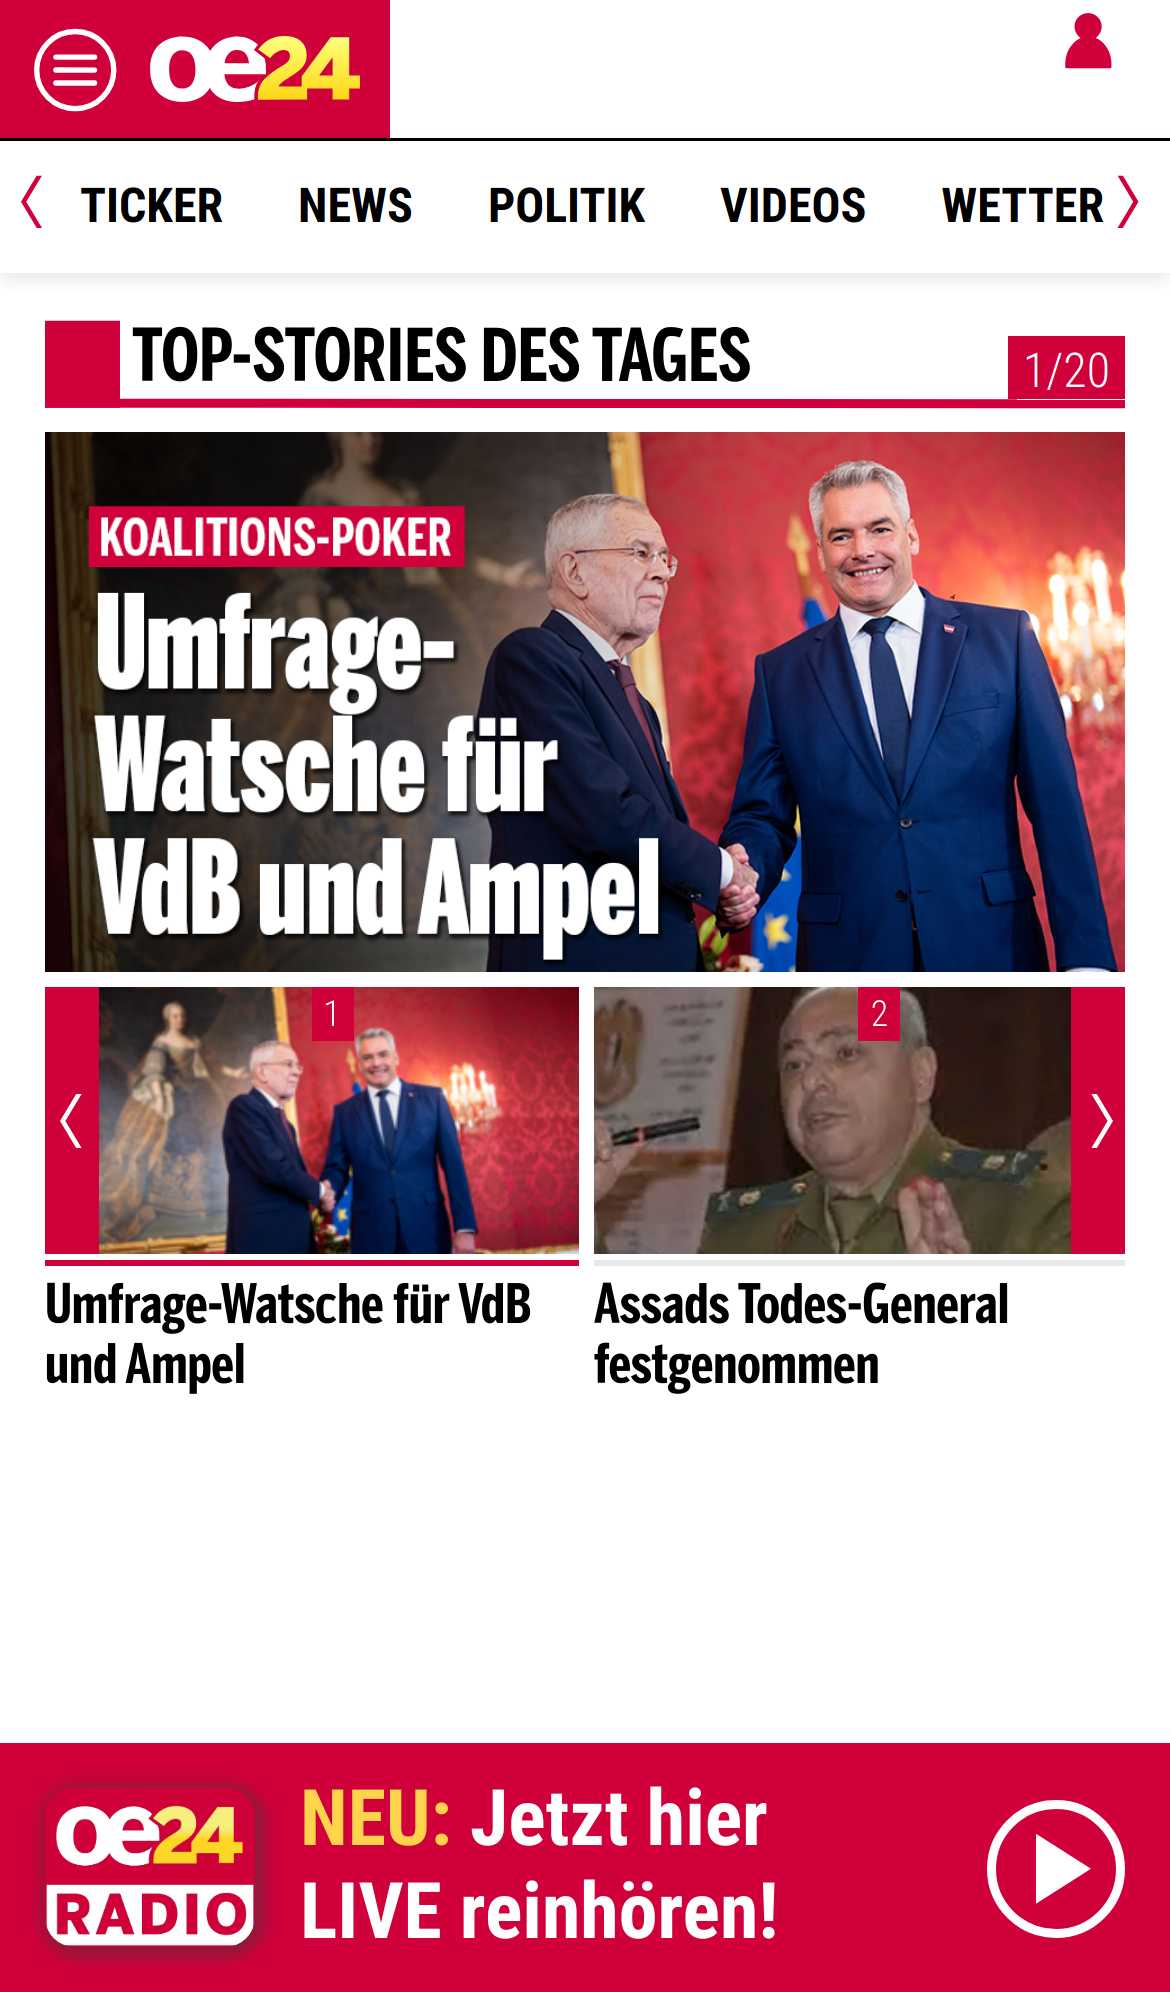 oe24
TICKER NEWS POLITIK VIDEOS WETTER
TOP-STORIES DES TAGES
1/20
KOALITIONS-POKER
Umfrage-
Watsche für
VdB und Ampel
1
Umfrage-Watsche für VdB
und Ampel
2
Assads Todes-General
festgenommen
oe24
RADIO
NEU: Jetzt hier
LIVE reinhören!